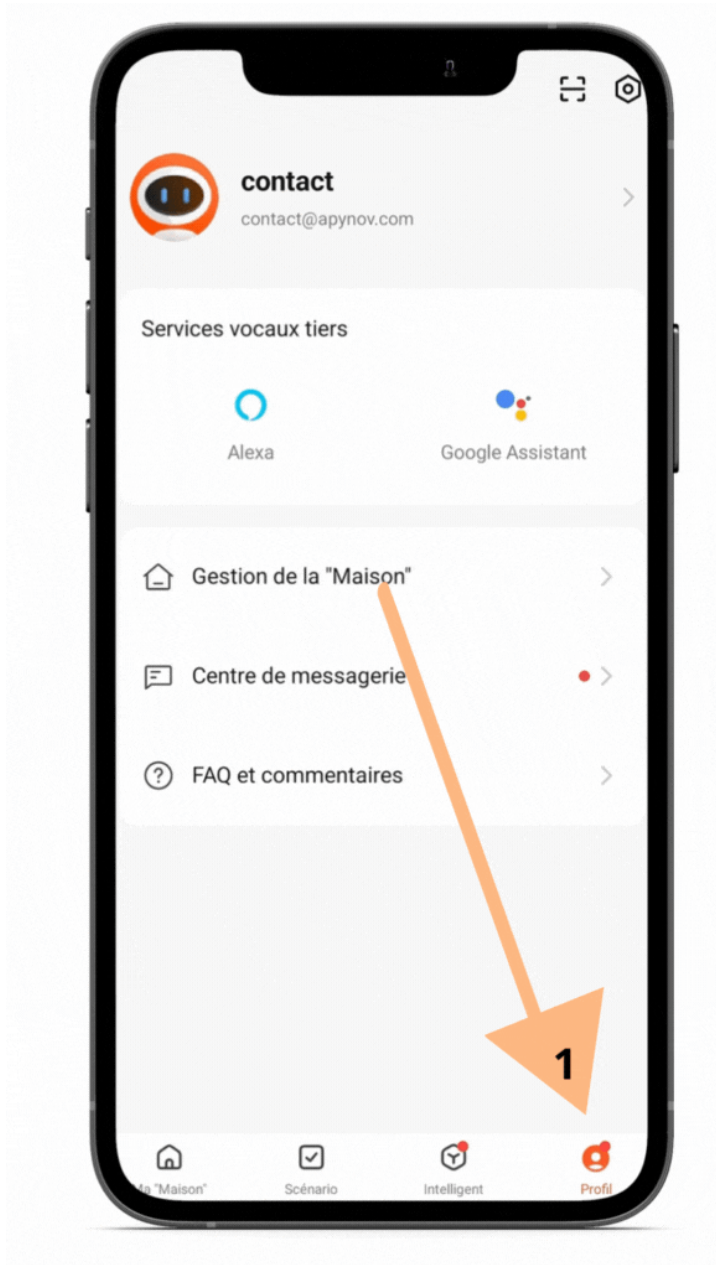 contact
contact@apynov.com
Services vocaux tiers
Alexa
Google Assistant
Gestion de la "Maison"
Centre de messagerie
FAQ et commentaires
1
"Maison"
Scénario
Intelligent
Profil